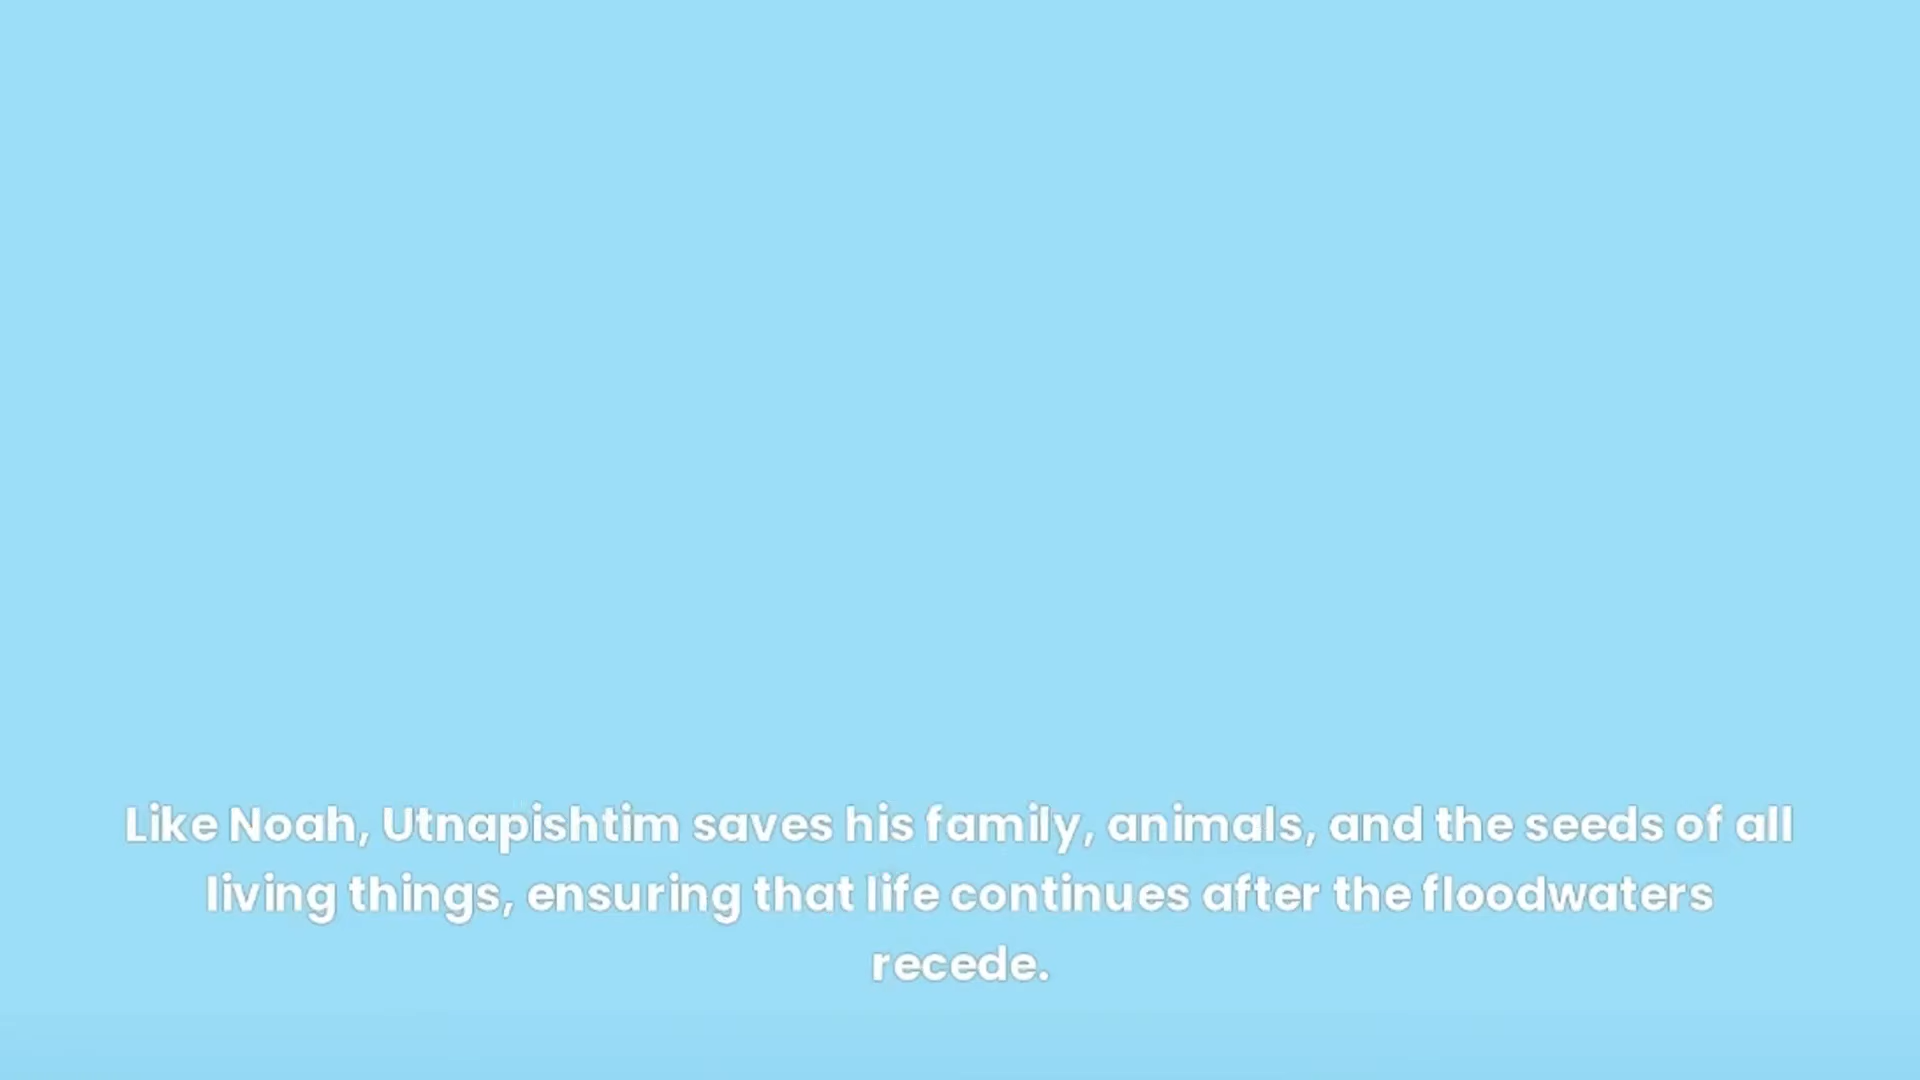 Like Noah, Utnapishtim saves his family, animals, and the seeds of all
living things, ensuring that life continues after the floodwaters
recede.